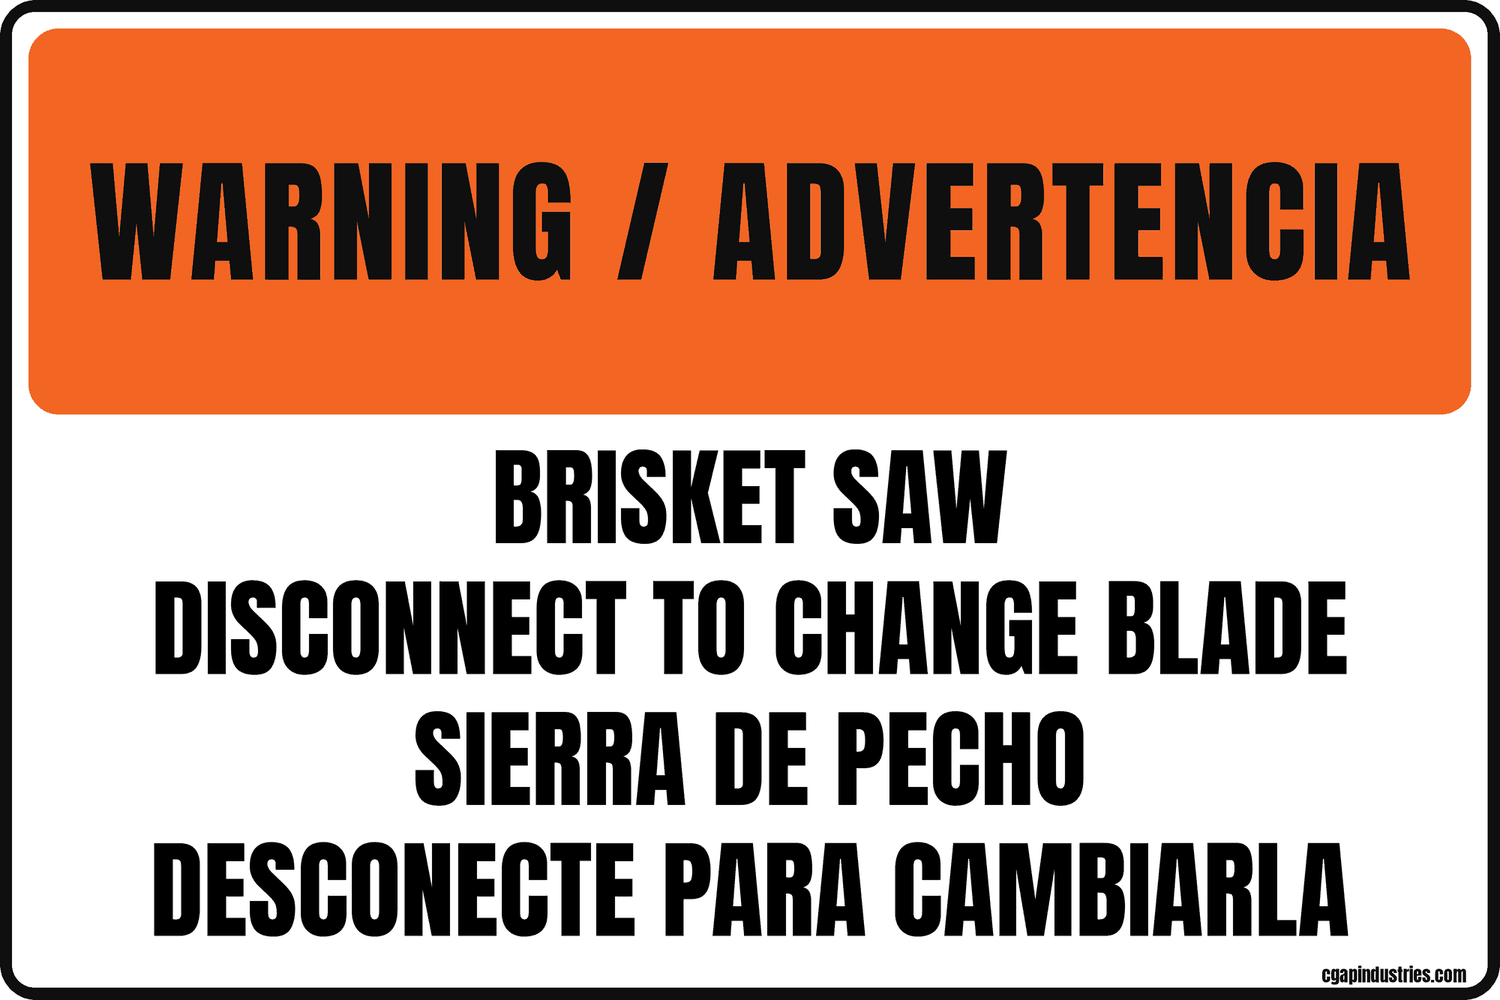 WARNING / ADVERTENCIA
BRISKET SAW
DISCONNECT TO CHANGE BLADE
SIERRA DE PECHO
DESCONECTE PARA CAMBIARLA
cgapindustries.com